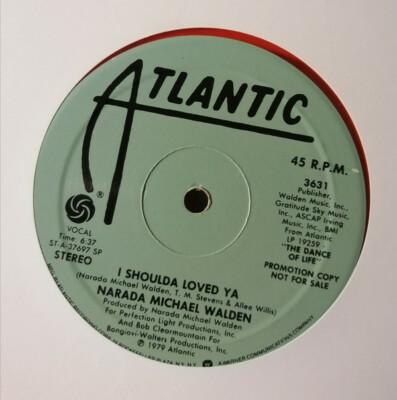 ATLANTIC
®
45 R.P.M.
3631
Publisher,
Walden Music, Inc.,
Gratitude Sky Music,
Inc., ASCAP Irving
Music, Inc., BMI
From Atlantic
LP 19259 -
"THE DANCE
OF LIFE"
PROMOTION COPY
NOT FOR SALE
VOCAL
Time: 6:37
ST-A-37697 SP
STEREO
I SHOULDA LOVED YA
(Narada Michael Walden, T. M. Stevens & Allee Willis)
NARADA MICHAEL WALDEN
Produced by Narada Michael Walden
For Perfection Light Productions, Inc.
And Bob Clearmountain For
Bongiovi-Walters Productions, Inc.
℗ 1979 Atlantic
A WARNER COMMUNICATIONS COMPANY